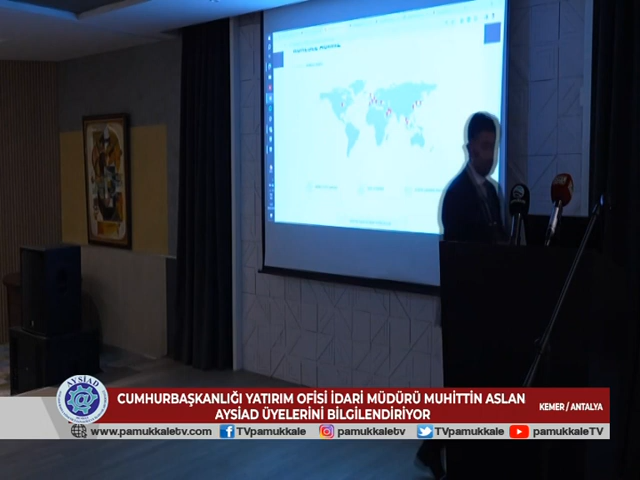 AYSİAD
CUMHURBAŞKANLIĞI YATIRIM OFİSİ İDARİ MÜDÜRÜ MUHİTTİN ASLAN
AYSİAD ÜYELERİNİ BİLGİLENDİRİYOR
KEMER / ANTALYA
www.pamukkaletv.com TVpamukkale TVpamukkale pamukkaleTV